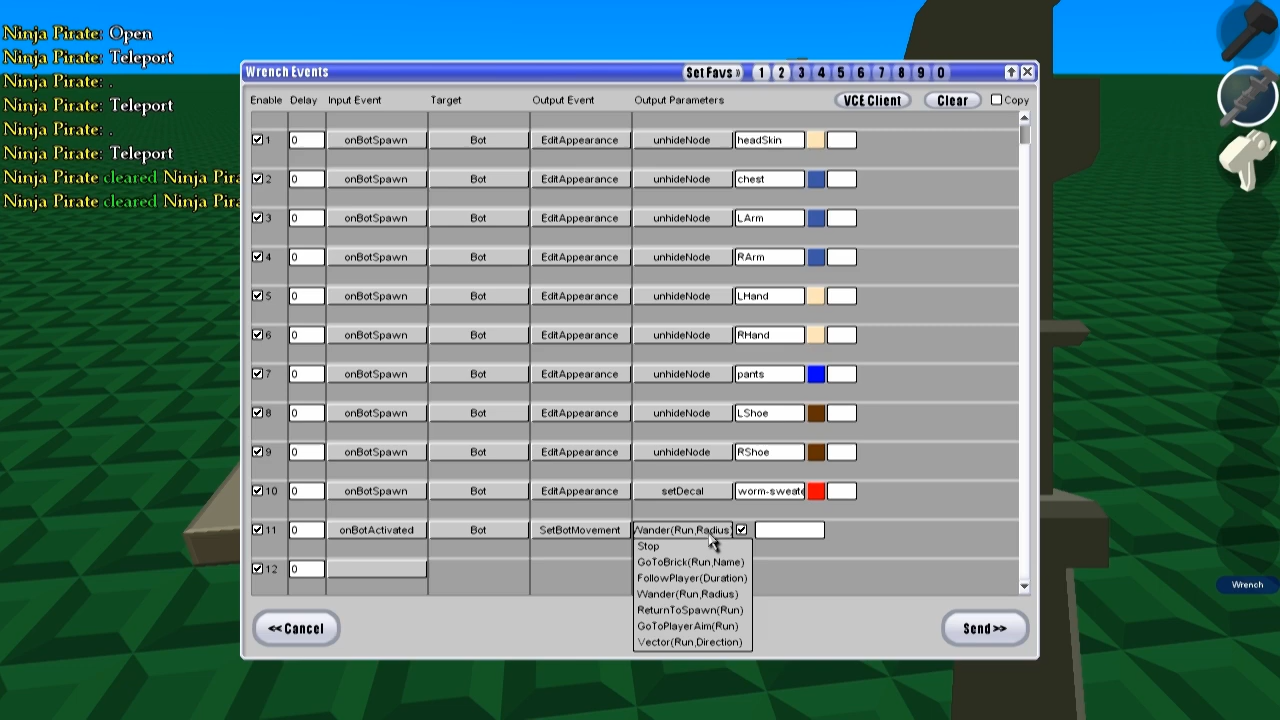 Ninja Pirate: Open
Ninja Pirate: Teleport
Ninja Pirate: .
Ninja Pirate: Teleport
Ninja Pirate: .
Ninja Pirate: Teleport
Ninja Pirate cleared Ninja Pira
Ninja Pirate cleared Ninja Pira
Wrench Events Set Favs » 1 2 3 4 5 6 7 8 9 0
Enable Delay Input Event Target Output Event Output Parameters VCE Client Clear Copy
1 0 onBotSpawn Bot EditAppearance unhideNode headSkin
2 0 onBotSpawn Bot EditAppearance unhideNode chest
3 0 onBotSpawn Bot EditAppearance unhideNode LArm
4 0 onBotSpawn Bot EditAppearance unhideNode RArm
5 0 onBotSpawn Bot EditAppearance unhideNode LHand
6 0 onBotSpawn Bot EditAppearance unhideNode RHand
7 0 onBotSpawn Bot EditAppearance unhideNode pants
8 0 onBotSpawn Bot EditAppearance unhideNode LShoe
9 0 onBotSpawn Bot EditAppearance unhideNode RShoe
10 0 onBotSpawn Bot EditAppearance setDecal worm-sweate
11 0 onBotActivated Bot SetBotMovement Wander(Run,Radius)
12 0
Stop
GoToBrick(Run,Name)
FollowPlayer(Duration)
Wander(Run,Radius)
ReturnToSpawn(Run)
GoToPlayerAim(Run)
Vector(Run,Direction)
<< Cancel
Send >>
Wrench